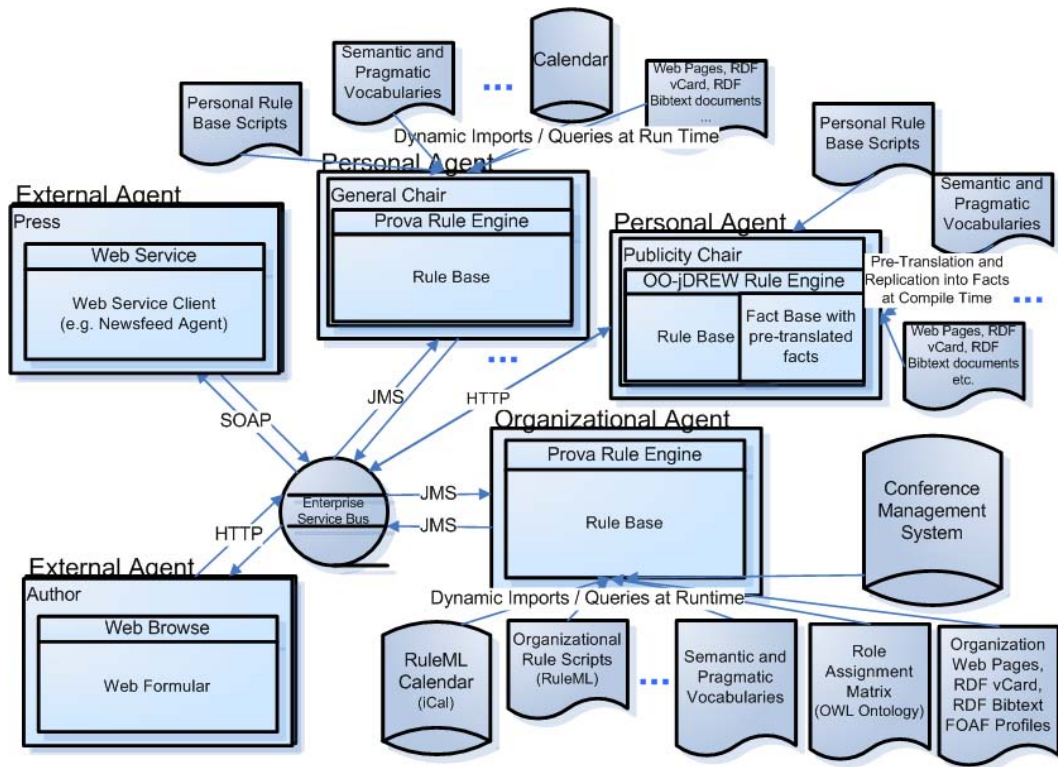 Semantic and
Pragmatic
Vocabularies
...
Calendar
Web Pages, RDF
vCard, RDF
Bibtext documents
...
Personal Rule
Base Scripts
Dynamic Imports / Queries at Run Time
Personal Agent
General Chair
Prova Rule Engine
Rule Base
Personal Rule
Base Scripts
Semantic and
Pragmatic
Vocabularies
External Agent
Press
Web Service
Web Service Client
(e.g. Newsfeed Agent)
Personal Agent
Publicity Chair
OO-jDREW Rule Engine
Rule Base
Fact Base with
pre-translated
facts
Pre-Translation and
Replication into Facts
at Compile Time
...
Web Pages, RDF
vCard, RDF
Bibtext documents
etc.
...
JMS
HTTP
SOAP
Organizational Agent
Prova Rule Engine
Rule Base
Enterprise
Service Bus
JMS
JMS
HTTP
Conference
Management
System
External Agent
Author
Web Browse
Web Formular
Dynamic Imports / Queries at Runtime
RuleML
Calendar
(iCal)
Organizational
Rule Scripts
(RuleML)
...
Semantic and
Pragmatic
Vocabularies
Role
Assignment
Matrix
(OWL Ontology)
Organization
Web Pages,
RDF vCard,
RDF Bibtext
FOAF Profiles